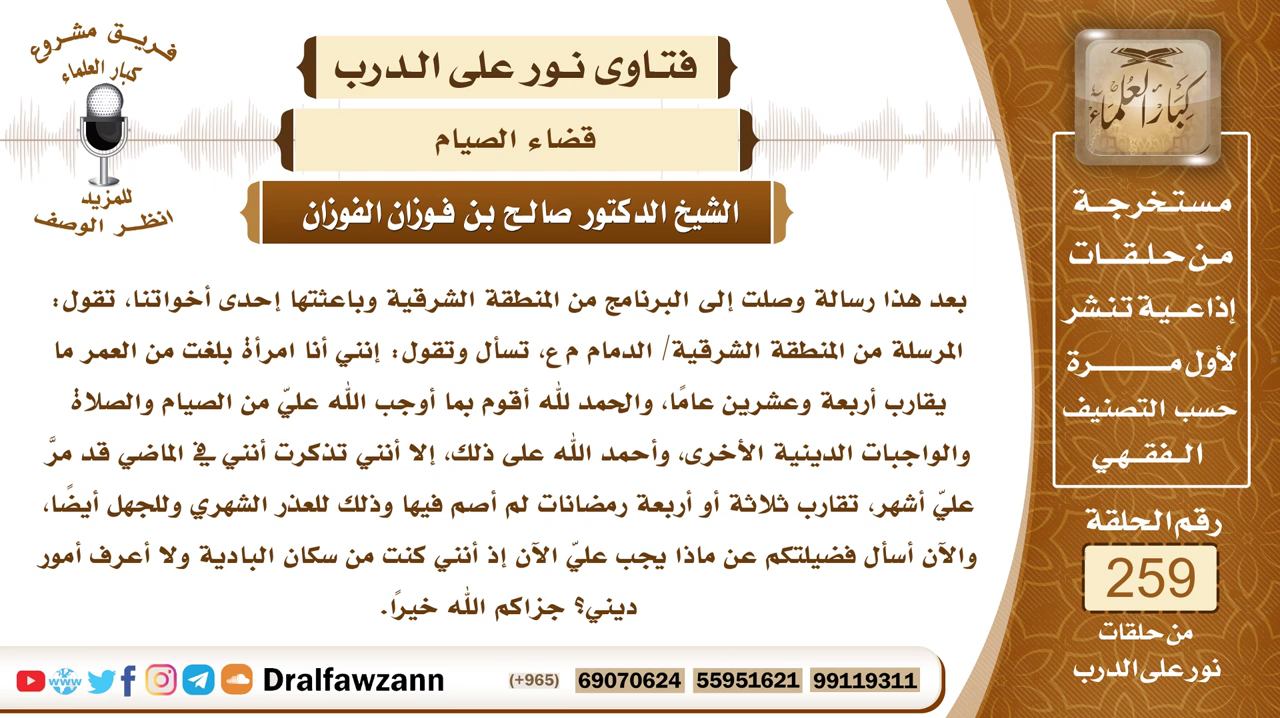 فريق مشروع
كبار العلماء
للمزيد
انظر الوصف
فتاوى نور على الدرب
قضاء الصيام
الشيخ الدكتور صالح بن فوزان الفوزان
بعد هذا رسالة وصلت إلى البرنامج من المنطقة الشرقية وباعثتها إحدى أخواتنا، تقول:
المرسلة من المنطقة الشرقية/ الدمام م ع، تسأل وتقول: إنني أنا امرأة بلغت من العمر ما
يقارب أربعة وعشرين عامًا، والحمد لله أقوم بما أوجب الله عليّ من الصيام والصلاة
والواجبات الدينية الأخرى، وأحمد الله على ذلك، إلا أنني تذكرت أنني في الماضي قد مرَّ
عليّ أشهر، تقارب ثلاثة أو أربعة رمضانات لم أصم فيها وذلك للعذر الشهري وللجهل أيضًا،
والآن أسأل فضيلتكم عن ماذا يجب عليّ الآن إذ أنني كنت من سكان البادية ولا أعرف أمور
ديني؟ جزاكم الله خيرًا.
كبار العلماء
مستخرجة
من حلقات
إذاعية تنشر
لأول مرة
حسب التصنيف
الفقهي
رقم الحلقة
259
من حلقات
نور على الدرب
www
Dralfawzann
(+965)
69070624
55951621
99119311